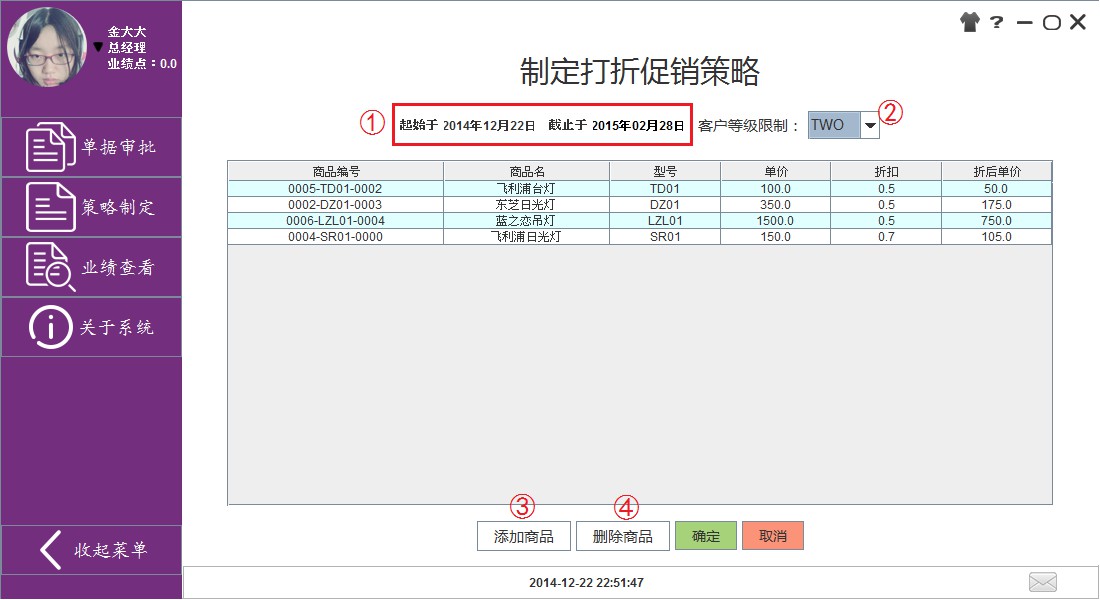 金大大
总经理
业绩点：0.0
单据审批
策略制定
业绩查看
关于系统
收起菜单
?
制定打折促销策略
① 起始于 2014年12月22日 截止于 2015年02月28日 客户等级限制： TWO ②
商品编号 商品名 型号 单价 折扣 折后单价
0005-TD01-0002 飞利浦台灯 TD01 100.0 0.5 50.0
0002-DZ01-0003 东芝日光灯 DZ01 350.0 0.5 175.0
0006-LZL01-0004 蓝之恋吊灯 LZL01 1500.0 0.5 750.0
0004-SR01-0000 飞利浦日光灯 SR01 150.0 0.7 105.0
③ ④
添加商品 删除商品 确定 取消
2014-12-22 22:51:47